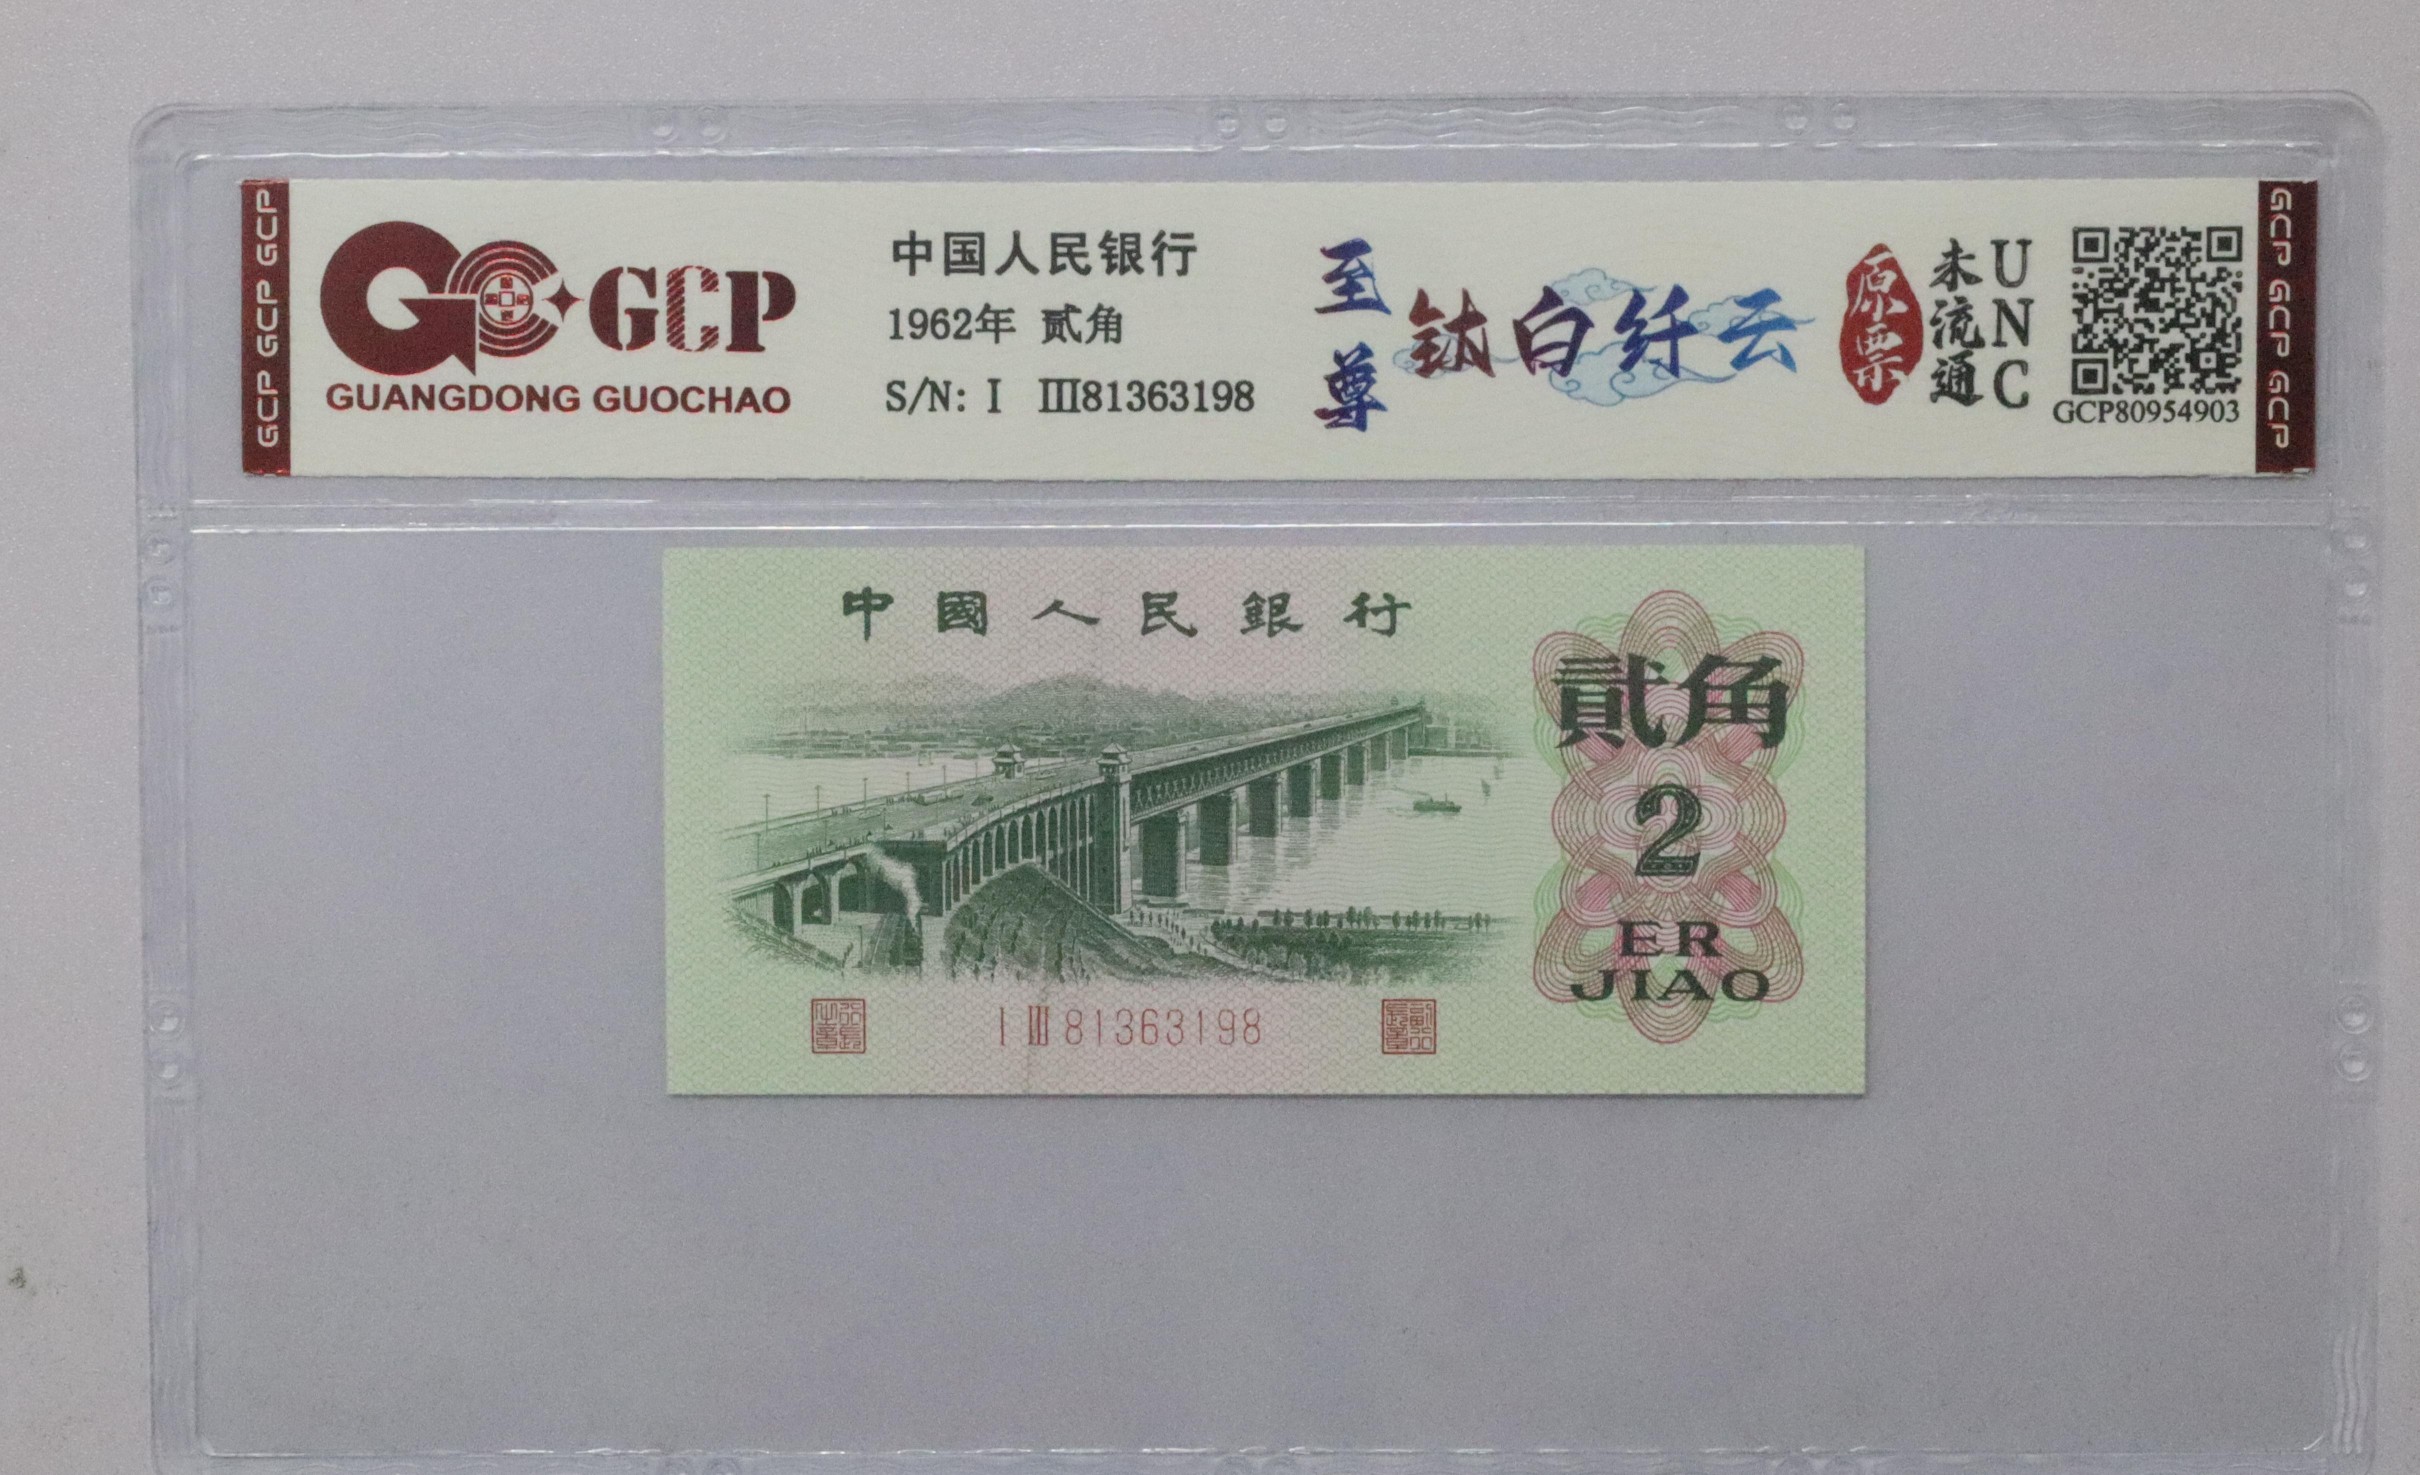 GCP GCP GCP
GCP
GUANGDONG GUOCHAO
中国人民银行
1962年 贰角
S/N: I III81363198
至尊
钛白纤云
原票
未流通
UNC
GCP80954903
GCP GCP GCP
中國人民銀行
貳角
2
ER
JIAO
I III 81363198